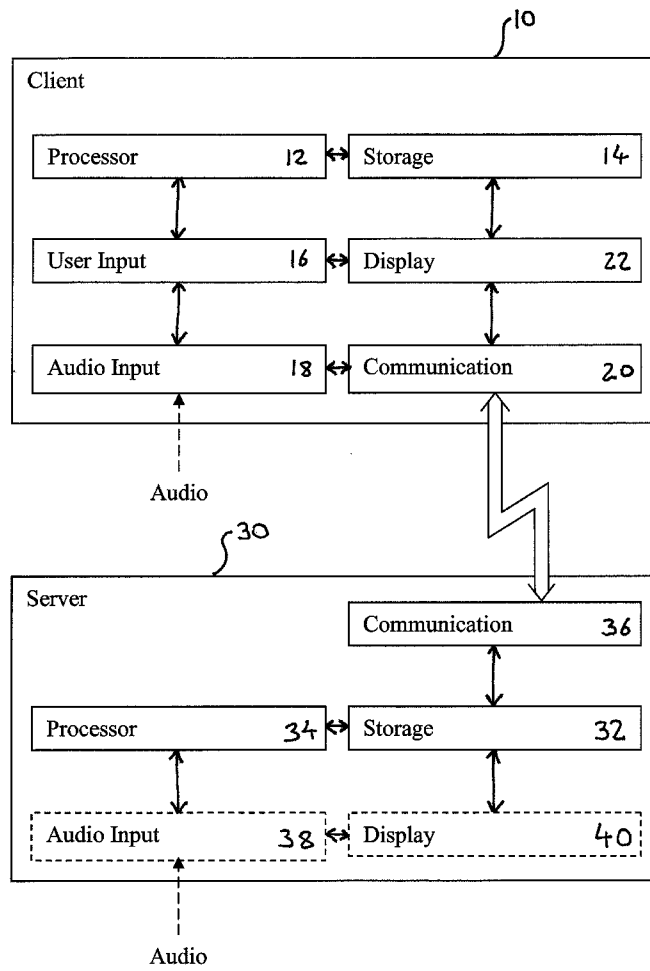 10
Client
Processor 12
Storage 14
User Input 16
Display 22
Audio Input 18
Communication 20
Audio
30
Server
Communication 36
Processor 34
Storage 32
Audio Input 38
Display 40
Audio